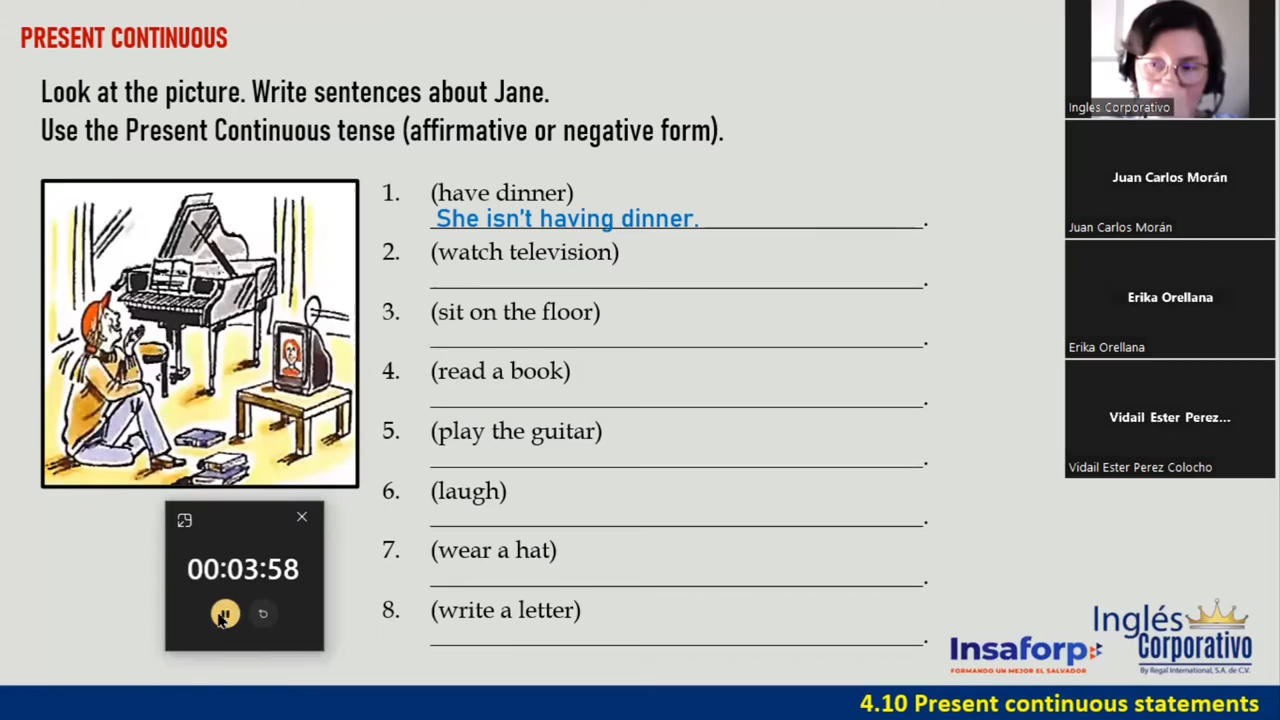 PRESENT CONTINUOUS
Look at the picture. Write sentences about Jane.
Use the Present Continuous tense (affirmative or negative form).
1. (have dinner)
She isn't having dinner. .
2. (watch television)
.
3. (sit on the floor)
.
4. (read a book)
.
5. (play the guitar)
.
6. (laugh)
.
7. (wear a hat)
.
8. (write a letter)
.
00:03:58
Inglés Corporativo
Juan Carlos Morán
Juan Carlos Morán
Erika Orellana
Erika Orellana
Vidail Ester Perez...
Vidail Ester Perez Colocho
Insaforp
FORMANDO UN MEJOR EL SALVADOR
Inglés
Corporativo
By Regal International, S.A. de C.V.
4.10 Present continuous statements